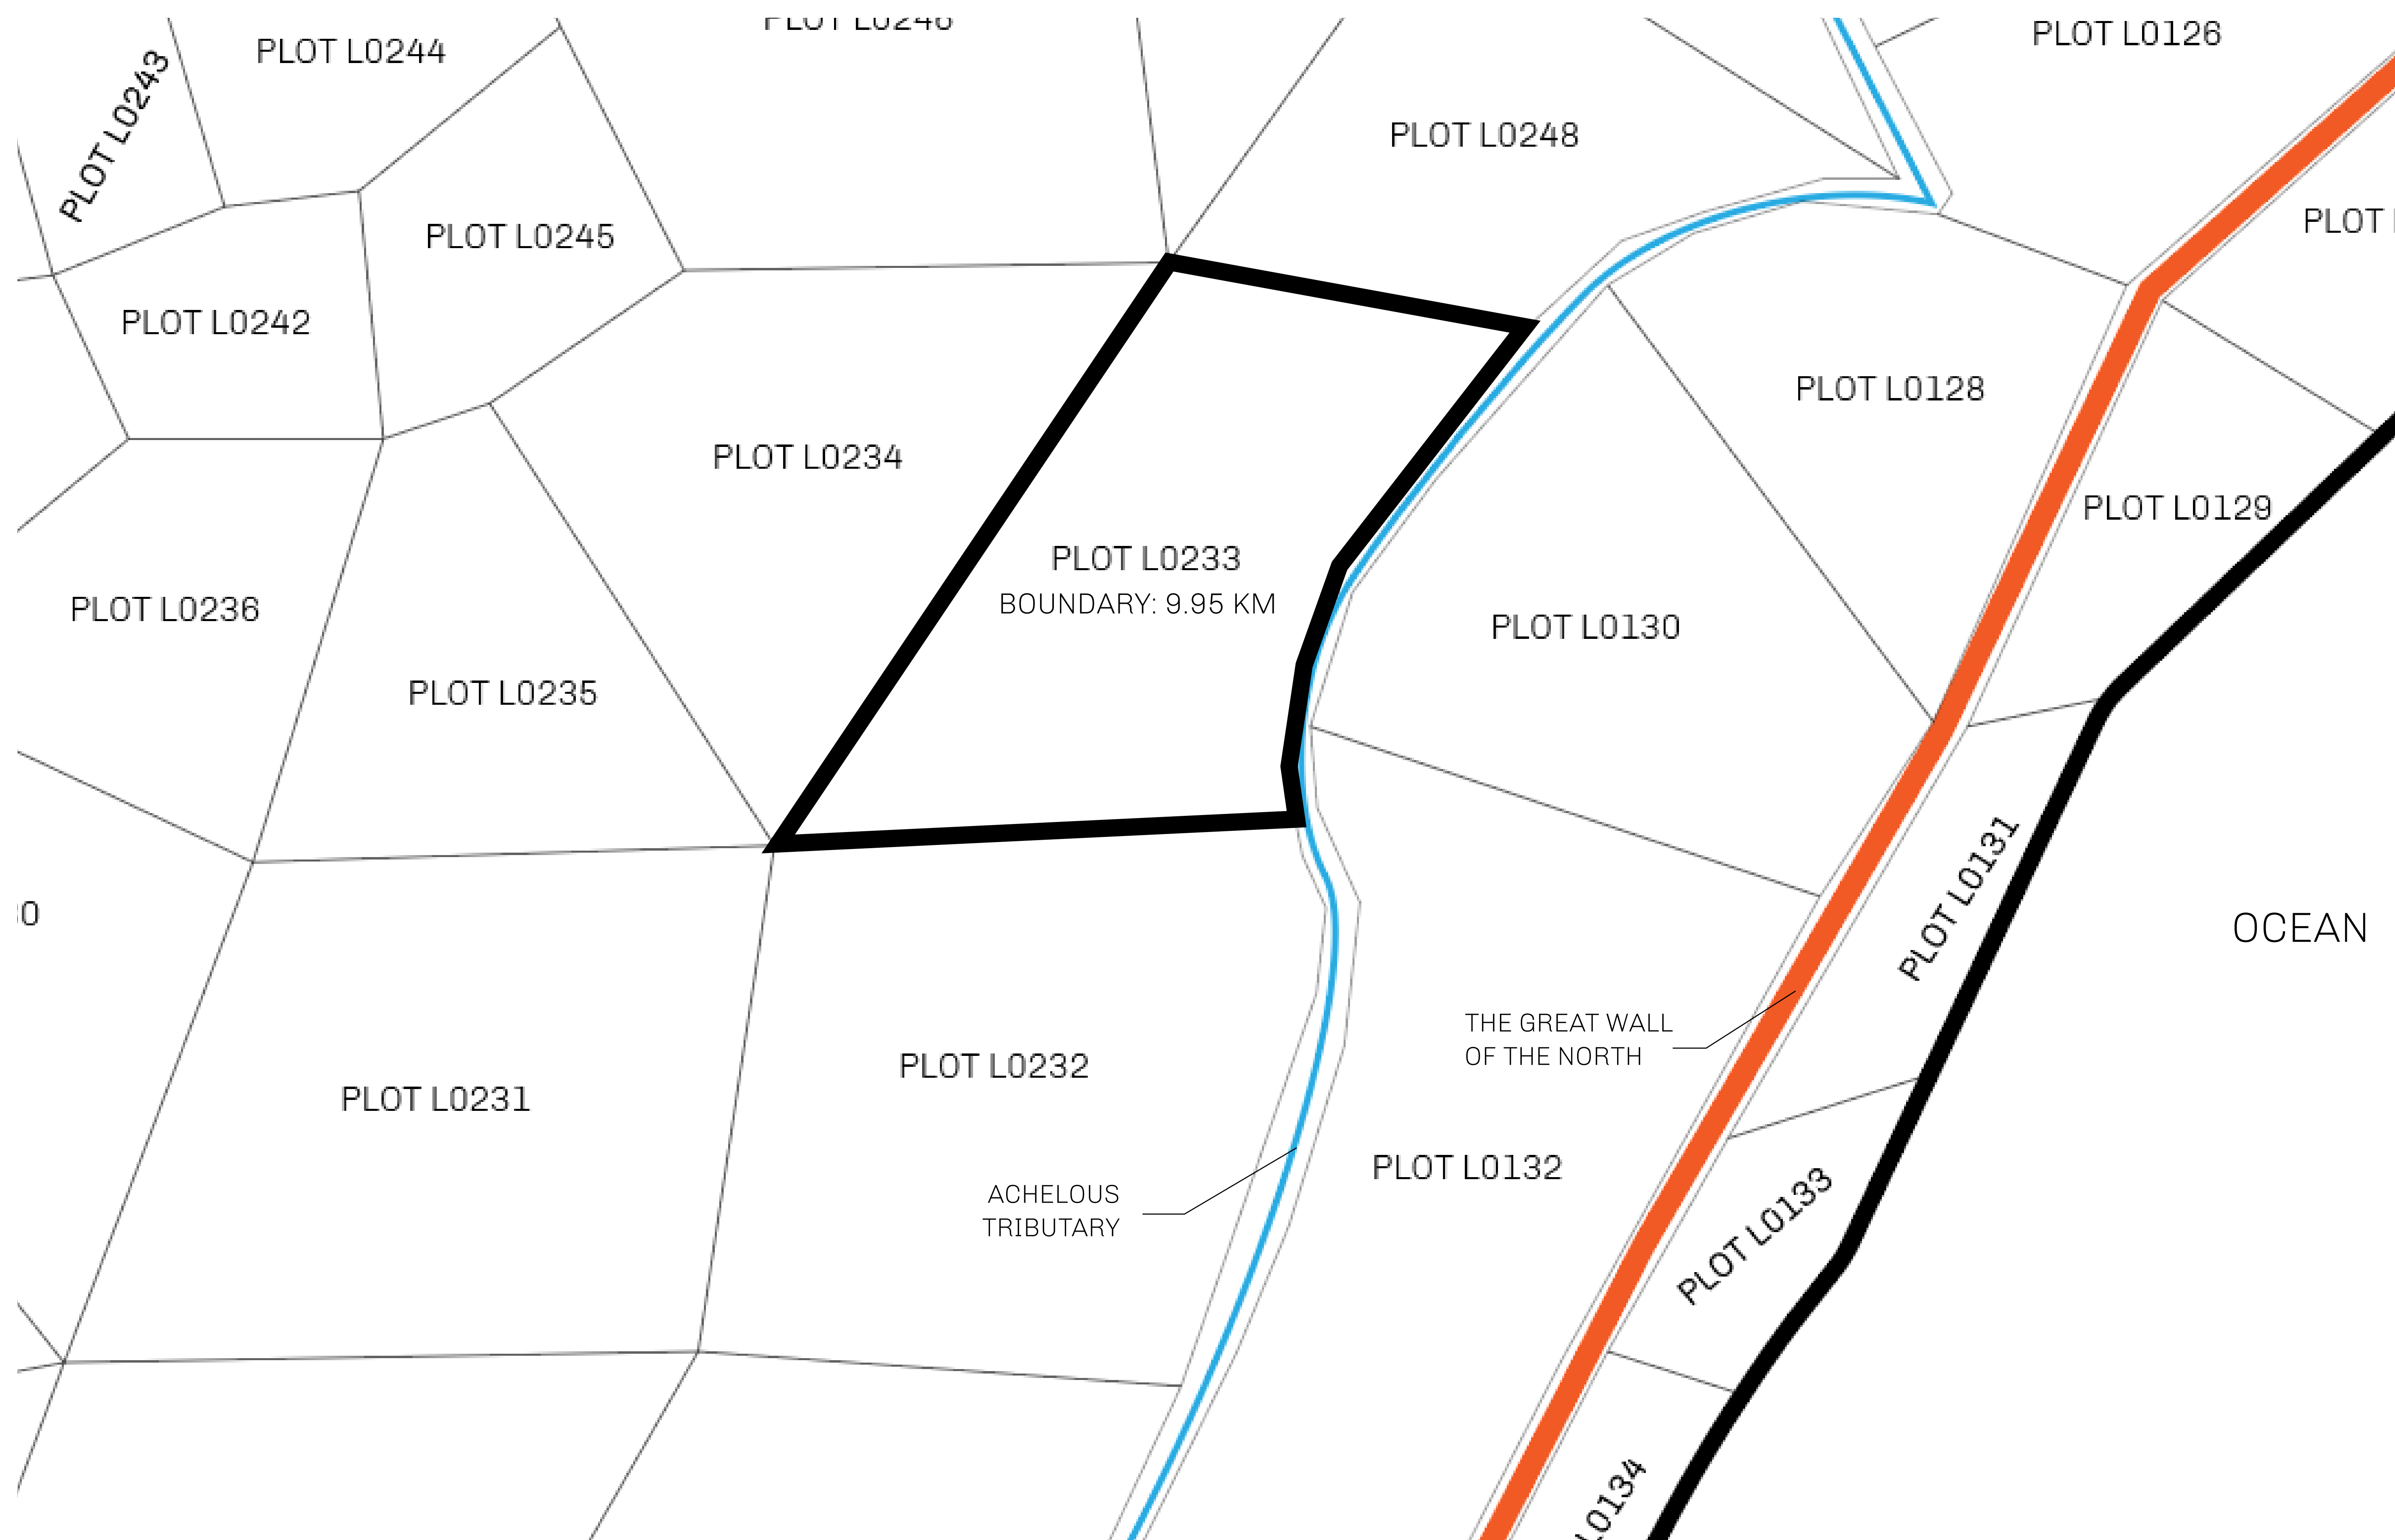 PLOT L0126
PLOT L0244
PLOT L0243
PLOT L0248
PLOT
PLOT L0245
PLOT L0242
PLOT L0128
PLOT L0234
PLOT L0129
PLOT L0233
BOUNDARY: 9.95 KM
PLOT L0236
PLOT L0130
PLOT L0235
PLOT L0131
OCEAN
THE GREAT WALL
OF THE NORTH
PLOT L0232
PLOT L0231
PLOT L0132
ACHELOUS
TRIBUTARY
PLOT L0133
L0134